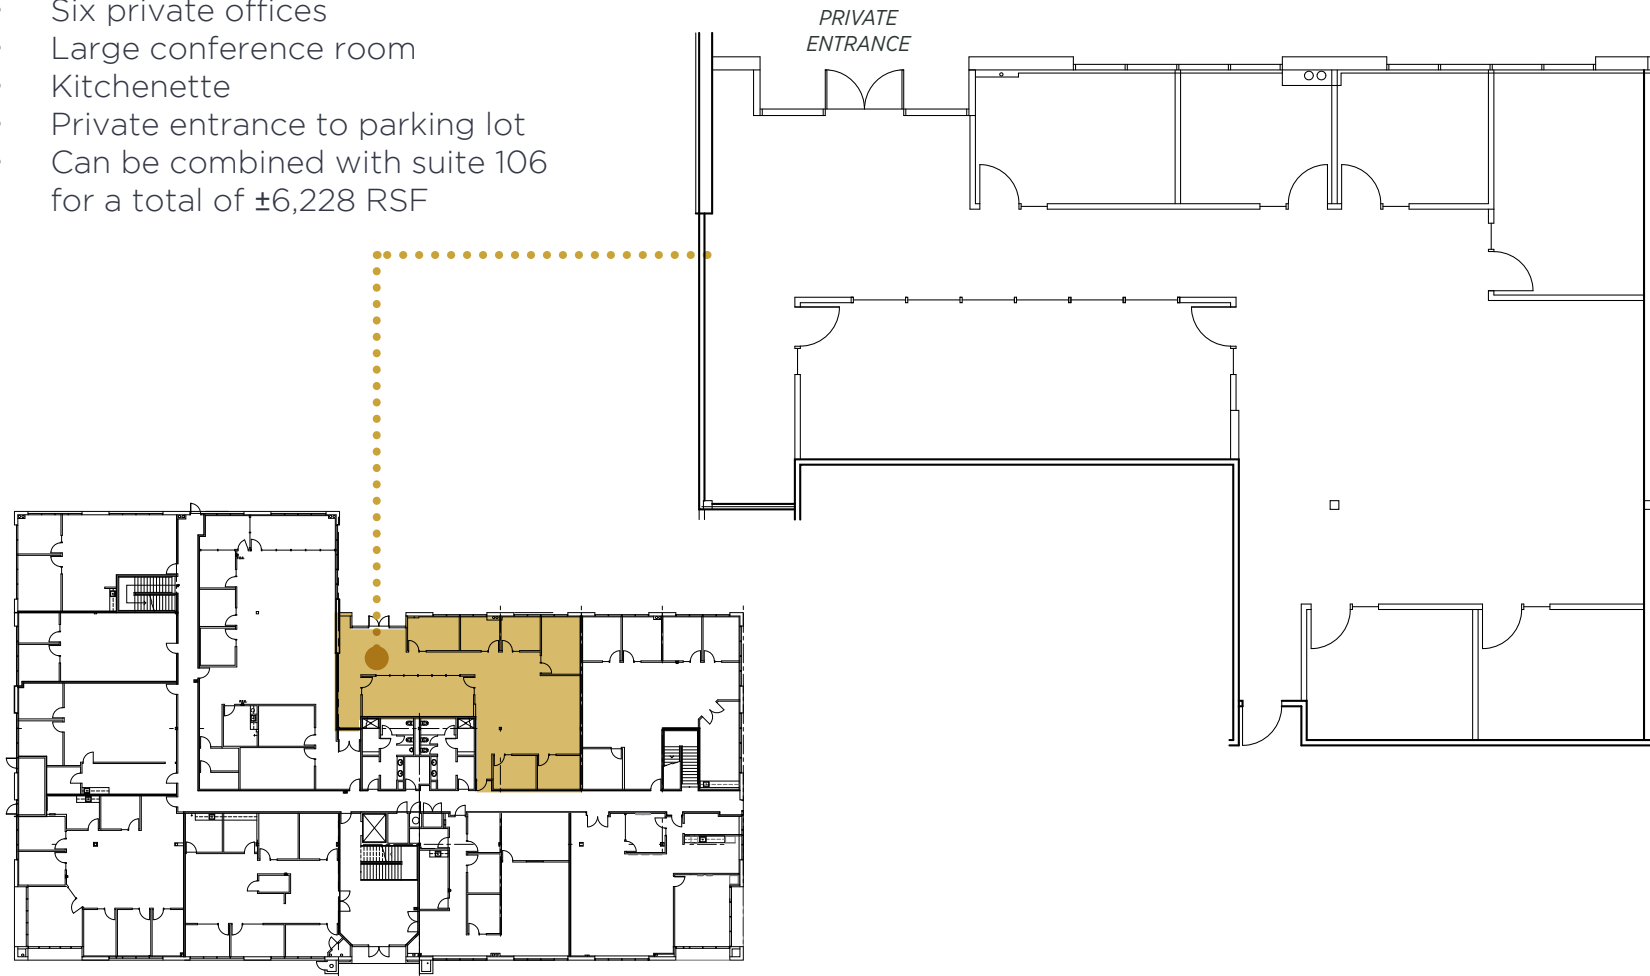 Six private offices
Large conference room
Kitchenette
Private entrance to parking lot
Can be combined with suite 106
for a total of ±6,228 RSF
PRIVATE
ENTRANCE